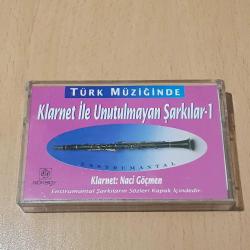 TÜRK MÜZİĞİNDE
Klarnet İle Unutulmayan Şarkılar-1
ENSTRUMANTAL
Klarnet: Naci Göçmen
Enstrumantal Şarkıların Sözleri Kapak İçindedir.